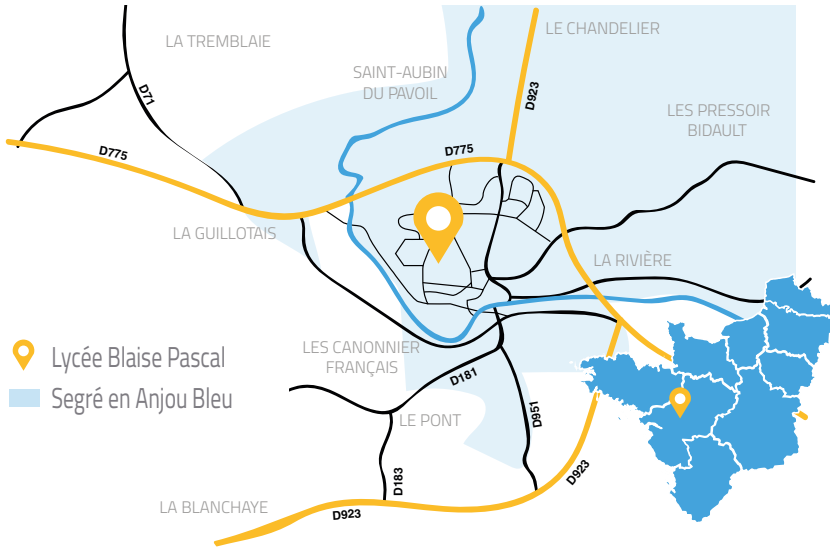 LE CHANDELIER
LA TREMBLAIE
SAINT-AUBIN
DU PAVOIL
D71
D923
LES PRESSOIR
BIDAULT
D775
D775
LA GUILLOTAIS
LA RIVIÈRE
LES CANONNIER
FRANÇAIS
Lycée Blaise Pascal
Segré en Anjou Bleu
D181
LE PONT
D951
D183
D923
LA BLANCHAYE
D923